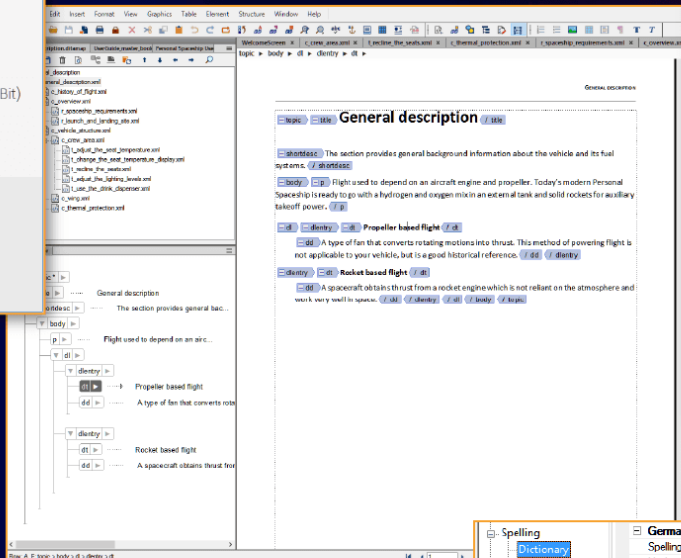 Edit Insert Format View Graphics Table Element Structure Window Help
Bit)
ption.ditamap Userguide_master_book Personal Spaceship Use
WelcomeScreen × c_crew_area.xml × t_recline_the_seats.xml × c_thermal_protection.xml × r_spaceship_requirements.xml × c_overview.xml
topic ▸ body ▸ dl ▸ dlentry ▸ dt ▸
al_description
eneral_description.xml
c_history_of_flight.xml
c_overview.xml
r_spaceship_requirements.xml
r_launch_and_landing_site.xml
c_vehicle_structure.xml
c_crew_area.xml
t_adjust_the_seat_temperature.xml
t_change_the_seat_temperature_display.xml
t_recline_the_seats.xml
t_adjust_the_lighting_levels.xml
t_use_the_drink_dispenser.xml
c_wing.xml
c_thermal_protection.xml
General description
topic title General description / title
shortdesc The section provides general background information about the vehicle and its fuel
systems. / shortdesc
body p Flight used to depend on an aircraft engine and propeller. Today's modern Personal
Spaceship is ready to go with a hydrogen and oxygen mix in an external tank and solid rockets for auxiliary
takeoff power. / p
dl dlentry dt Propeller based flight / dt
dd A type of fan that converts rotating motions into thrust. This method of powering flight is
not applicable to your vehicle, but is a good historical reference. / dd / dlentry
dlentry dt Rocket based flight / dt
dd A spacecraft obtains thrust from a rocket engine which is not reliant on the atmosphere and
work very well in space. / dd / dlentry / dl / body / topic
General description
ortdesc The section provides general bac...
body
p Flight used to depend on an airc...
dl
dlentry
dt Propeller based flight
dd A type of fan that converts rota
dlentry
dt Rocket based flight
dd A spacecraft obtains thrust from
Spelling
Dictionary
Germa
Spelling